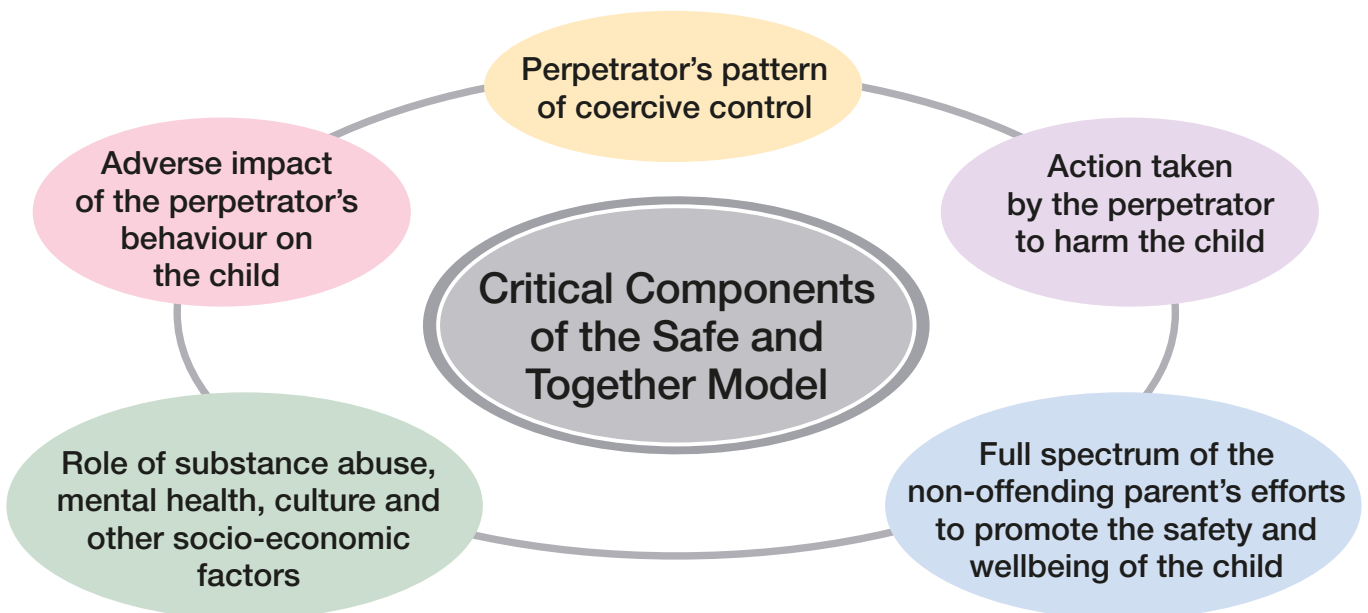 Perpetrator's pattern
of coercive control
Action taken
by the perpetrator
to harm the child
Full spectrum of the
non-offending parent's efforts
to promote the safety and
wellbeing of the child
Role of substance abuse,
mental health, culture and
other socio-economic
factors
Adverse impact
of the perpetrator's
behaviour on
the child
Critical Components
of the Safe and
Together Model